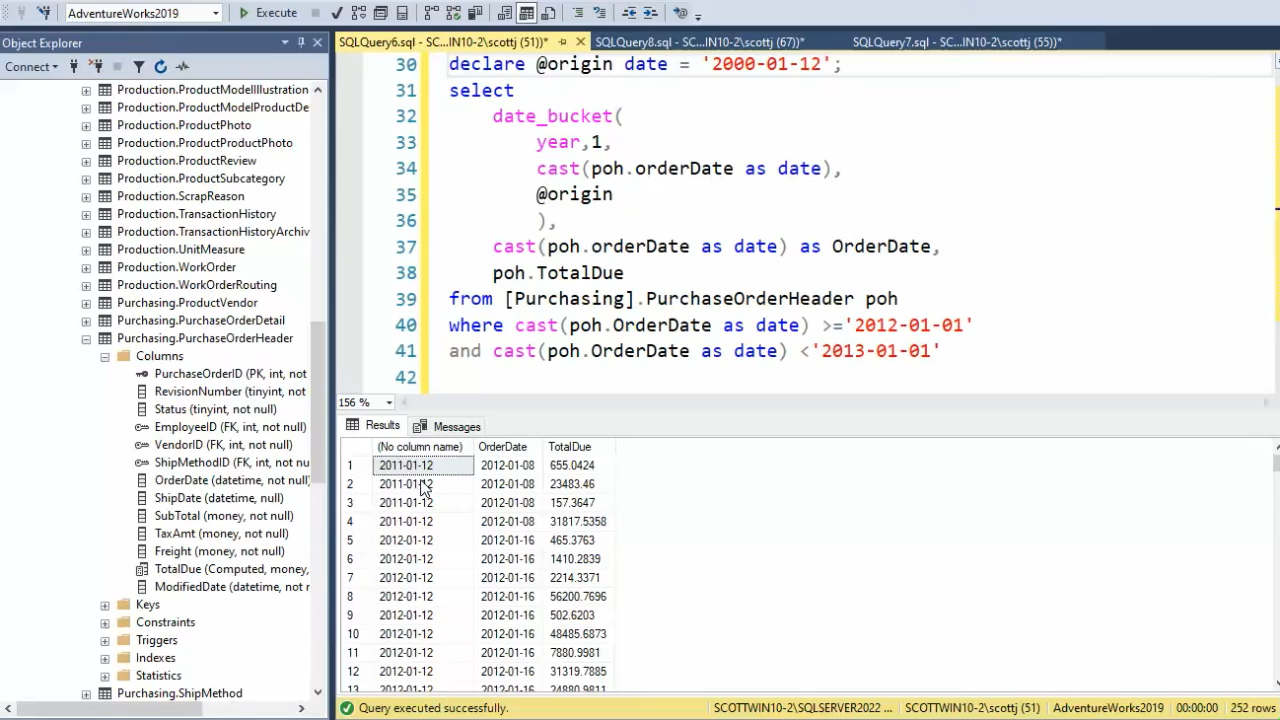 AdventureWorks2019
Execute
Object Explorer
SQLQuery6.sql - SC...IN10-2\scottj (51))*
SQLQuery8.sql - SC...IN10-2\scottj (67))*
SQLQuery7.sql - SC...IN10-2\scottj (55))*
Connect
Production.ProductModelIllustration
Production.ProductModelProductDe
Production.ProductPhoto
Production.ProductProductPhoto
Production.ProductReview
Production.ProductSubcategory
Production.ScrapReason
Production.TransactionHistory
Production.TransactionHistoryArchiv
Production.UnitMeasure
Production.WorkOrder
Production.WorkOrderRouting
Purchasing.ProductVendor
Purchasing.PurchaseOrderDetail
Purchasing.PurchaseOrderHeader
Columns
PurchaseOrderID (PK, int, not
RevisionNumber (tinyint, not
Status (tinyint, not null)
EmployeeID (FK, int, not null)
VendorID (FK, int, not null)
ShipMethodID (FK, int, not nu
OrderDate (datetime, not null)
ShipDate (datetime, null)
SubTotal (money, not null)
TaxAmt (money, not null)
Freight (money, not null)
TotalDue (Computed, money,
ModifiedDate (datetime, not n
Keys
Constraints
Triggers
Indexes
Statistics
Purchasing.ShipMethod
30 declare @origin date = '2000-01-12';
31 select
32 date_bucket(
33 year,1,
34 cast(poh.orderDate as date),
35 @origin
36 ),
37 cast(poh.orderDate as date) as OrderDate,
38 poh.TotalDue
39 from [Purchasing].PurchaseOrderHeader poh
40 where cast(poh.OrderDate as date) >='2012-01-01'
41 and cast(poh.OrderDate as date) <'2013-01-01'
42
156 %
Results Messages
(No column name) OrderDate TotalDue
1 2011-01-12 2012-01-08 655.0424
2 2011-01-12 2012-01-08 23483.46
3 2011-01-12 2012-01-08 157.3647
4 2011-01-12 2012-01-08 31817.5358
5 2012-01-12 2012-01-16 465.3763
6 2012-01-12 2012-01-16 1410.2839
7 2012-01-12 2012-01-16 2214.3371
8 2012-01-12 2012-01-16 56200.7696
9 2012-01-12 2012-01-16 502.6203
10 2012-01-12 2012-01-16 48485.6873
11 2012-01-12 2012-01-16 7880.9981
12 2012-01-12 2012-01-16 31319.7885
13 2012-01-12 2012-01-16 24880.9811
Query executed successfully.
SCOTTWIN10-2\SQLSERVER2022 ... SCOTTWIN10-2\scottj (51) AdventureWorks2019 00:00:00 252 rows